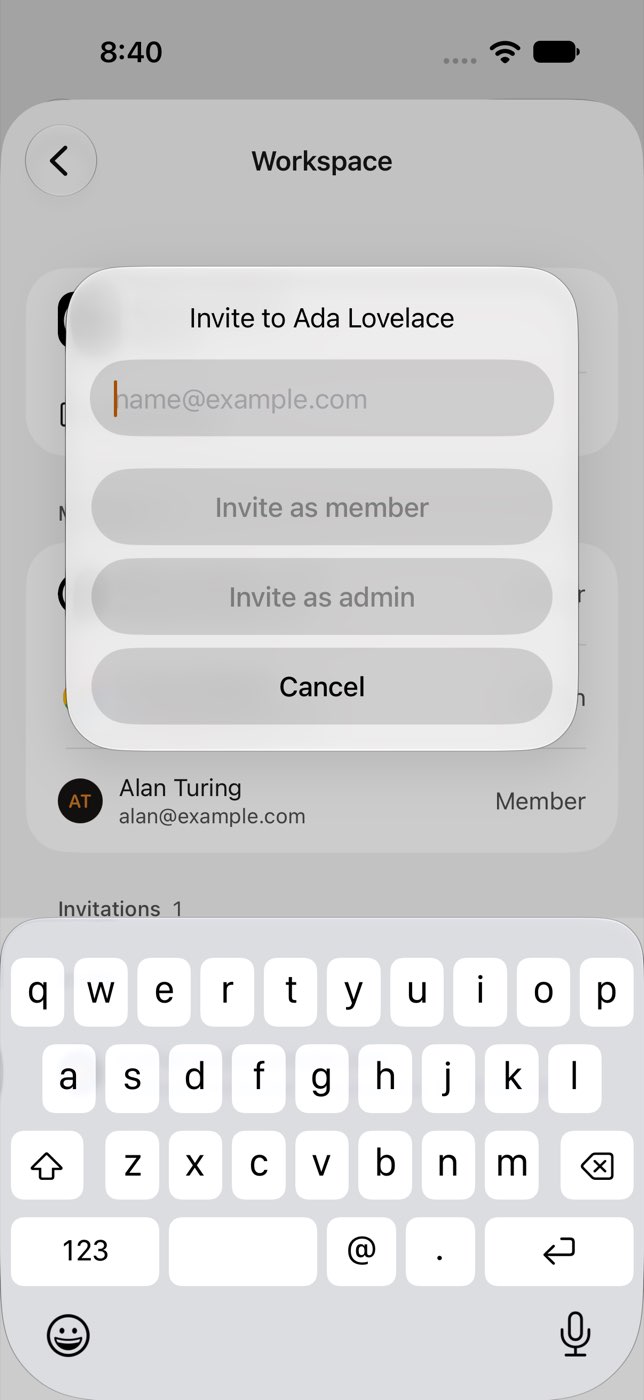 8:40
Workspace
Invite to Ada Lovelace
name@example.com
Invite as member
Invite as admin
Cancel
AT
Alan Turing
alan@example.com
Member
Invitations 1
q w e r t y u i o p
a s d f g h j k l
z x c v b n m
123 @ .